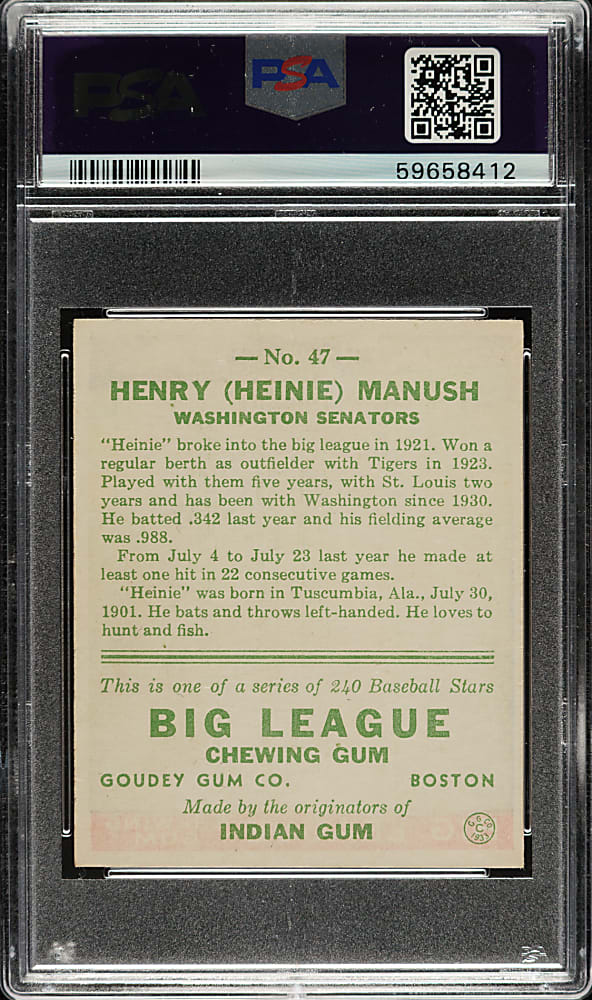 PSA
PSA
59658412
— No. 47 —
HENRY (HEINIE) MANUSH
WASHINGTON SENATORS
"Heinie" broke into the big league in 1921. Won a
regular berth as outfielder with Tigers in 1923.
Played with them five years, with St. Louis two
years and has been with Washington since 1930.
He batted .342 last year and his fielding average
was .988.
From July 4 to July 23 last year he made at
least one hit in 22 consecutive games.
"Heinie" was born in Tuscumbia, Ala., July 30,
1901. He bats and throws left-handed. He loves to
hunt and fish.
This is one of a series of 240 Baseball Stars
BIG LEAGUE
CHEWING GUM
GOUDEY GUM CO. BOSTON
Made by the originators of
INDIAN GUM
G G CO
C
1933